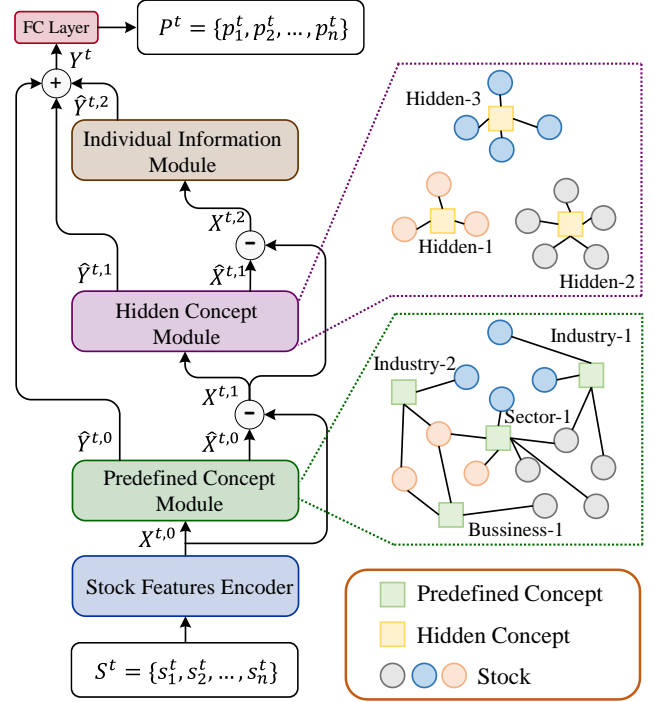 FC Layer
P^t = {p_1^t, p_2^t, ..., p_n^t}
Y^t
+
Ŷ^{t,2}
Individual Information
Module
X^{t,2}
-
Ŷ^{t,1}
X̂^{t,1}
Hidden Concept
Module
X^{t,1}
-
Ŷ^{t,0}
X̂^{t,0}
Predefined Concept
Module
X^{t,0}
Stock Features Encoder
S^t = {s_1^t, s_2^t, ..., s_n^t}
Hidden-3
Hidden-1
Hidden-2
Industry-1
Industry-2
Sector-1
Bussiness-1
Predefined Concept
Hidden Concept
Stock